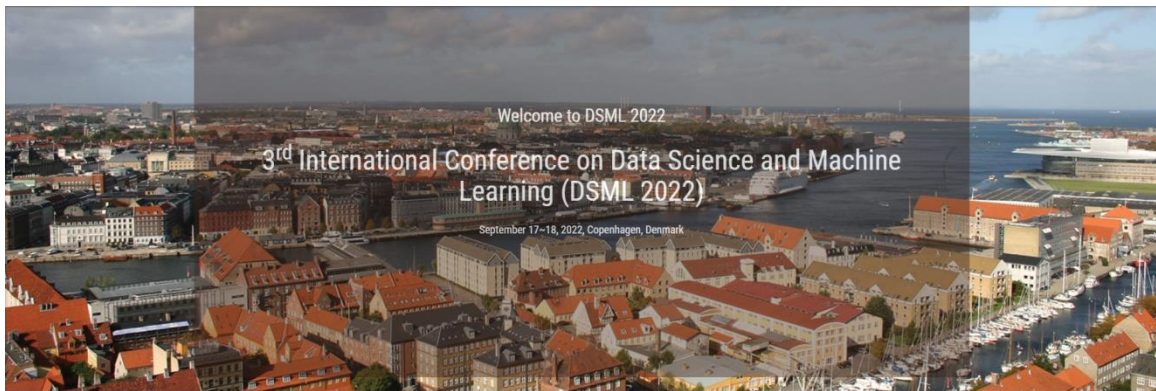 Welcome to DSML 2022
3rd International Conference on Data Science and Machine
Learning (DSML 2022)
September 17~18, 2022, Copenhagen, Denmark